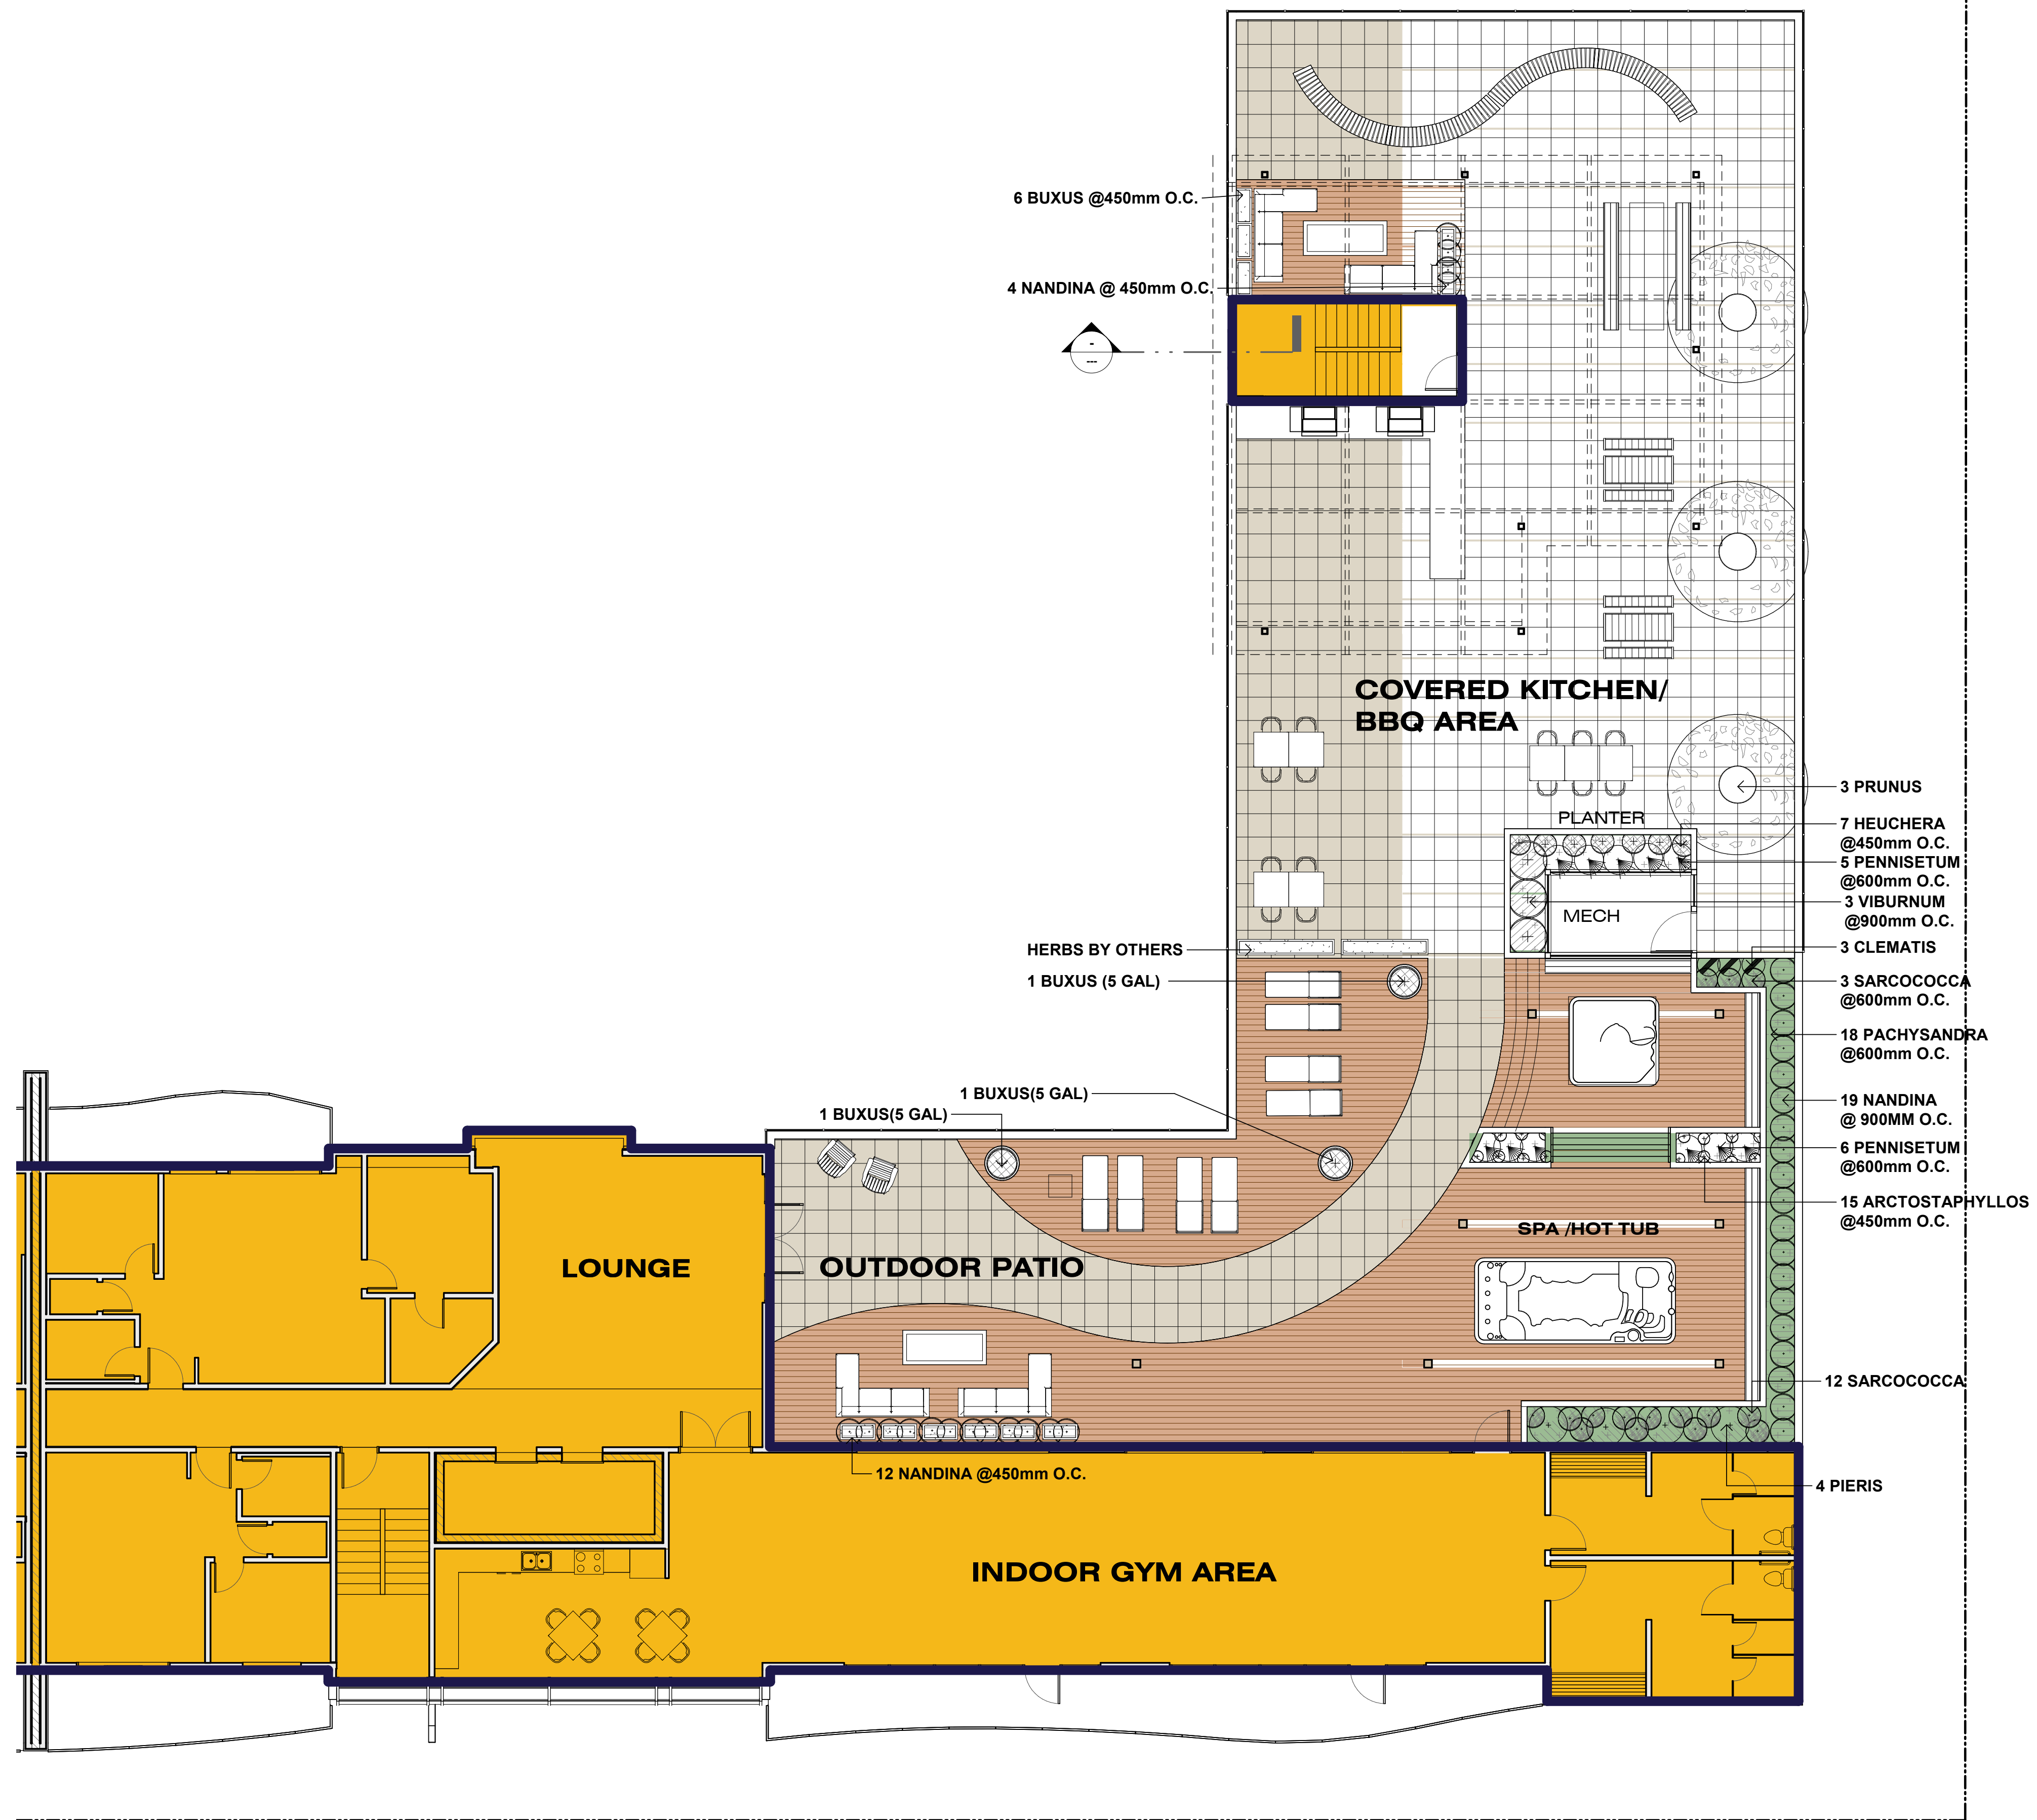 6 BUXUS @450mm O.C.
4 NANDINA @ 450mm O.C.
-
---
COVERED KITCHEN/
BBQ AREA
3 PRUNUS
PLANTER
7 HEUCHERA
@450mm O.C.
5 PENNISETUM
@600mm O.C.
3 VIBURNUM
@900mm O.C.
MECH
HERBS BY OTHERS
3 CLEMATIS
1 BUXUS (5 GAL)
3 SARCOCOCCA
@600mm O.C.
18 PACHYSANDRA
@600mm O.C.
1 BUXUS(5 GAL)
1 BUXUS(5 GAL)
19 NANDINA
@ 900MM O.C.
6 PENNISETUM
@600mm O.C.
15 ARCTOSTAPHYLLOS
@450mm O.C.
SPA /HOT TUB
LOUNGE
OUTDOOR PATIO
12 SARCOCOCCA
12 NANDINA @450mm O.C.
4 PIERIS
INDOOR GYM AREA